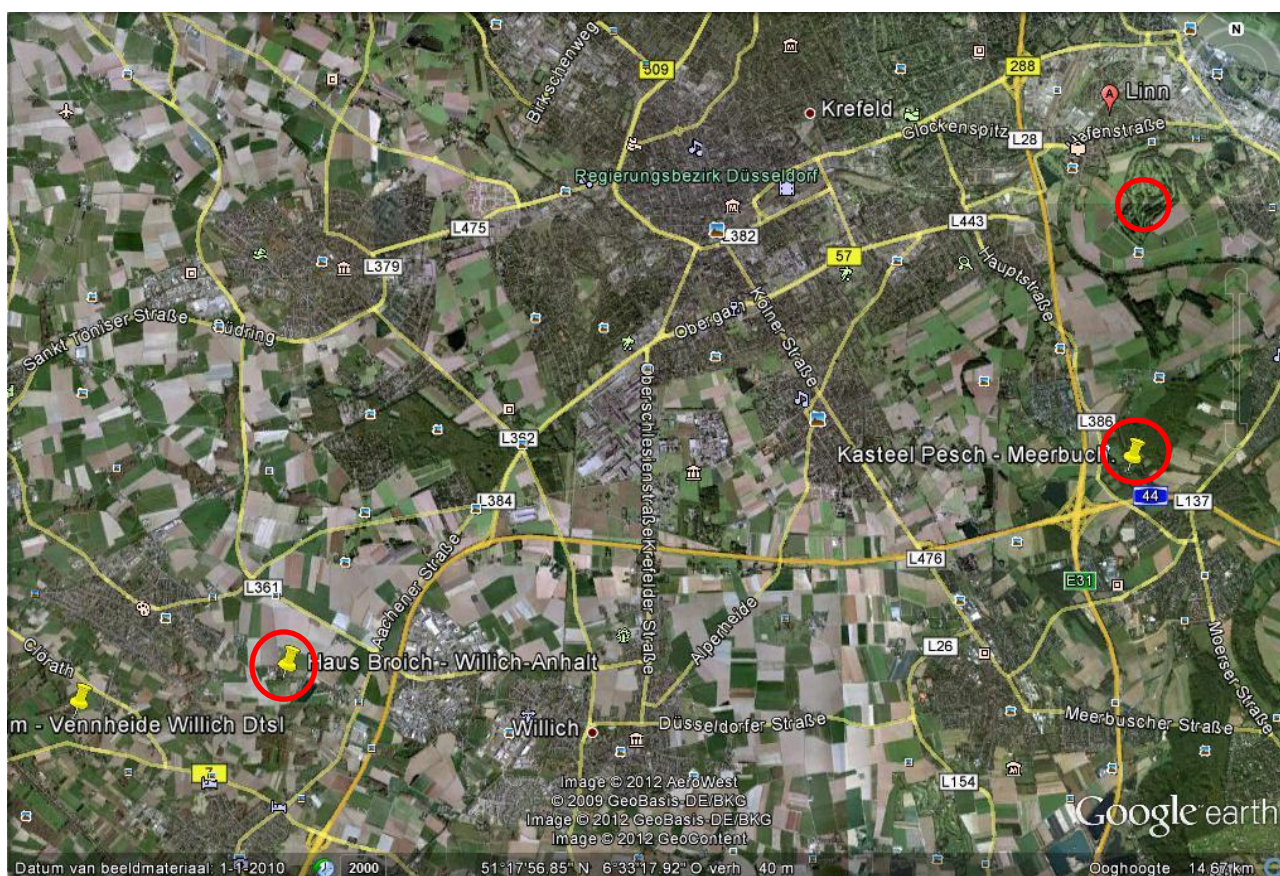 N
Birkschenweg
509
288
Linn
A
Krefeld
Glockenspitz
L28
Hafenstraße
Regierungsbezirk Düsseldorf
L475
L382
L443
57
L379
Hauptstraße
Sankt Töniser Straße
Südring
Obergath
Kölner Straße
Oberschlesienstraße
Krefelder Straße
L362
L386
Kasteel Pesch - Meerbuch
44
L137
L384
L476
Aachener Straße
L361
E31
Alperheide
Moerser Straße
L26
Clörath
Haus Broich - Willich-Anhalt
m - Vennheide Willich Dtsl
Willich
Düsseldorfer Straße
Meerbuscher Straße
7
L154
Image © 2012 AeroWest
© 2009 GeoBasis-DE/BKG
Image © 2012 GeoBasis-DE/BKG
Image © 2012 GeoContent
Google earth
Datum van beeldmateriaal: 1-1-2010
2000
51°17'56.85" N 6°33'17.92" O verh 40 m
Ooghoogte 14.67 km